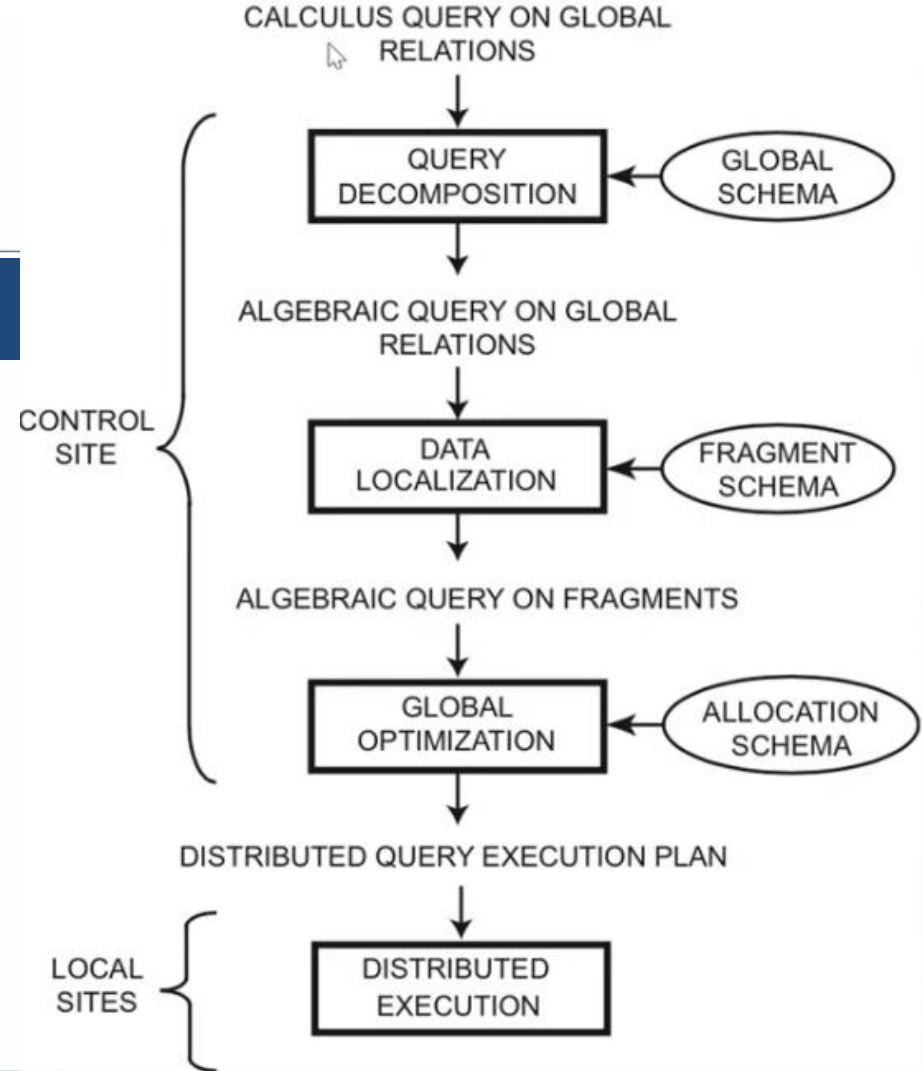 CALCULUS QUERY ON GLOBAL
RELATIONS
QUERY
DECOMPOSITION
GLOBAL
SCHEMA
ALGEBRAIC QUERY ON GLOBAL
RELATIONS
CONTROL
SITE
DATA
LOCALIZATION
FRAGMENT
SCHEMA
ALGEBRAIC QUERY ON FRAGMENTS
GLOBAL
OPTIMIZATION
ALLOCATION
SCHEMA
DISTRIBUTED QUERY EXECUTION PLAN
LOCAL
SITES
DISTRIBUTED
EXECUTION